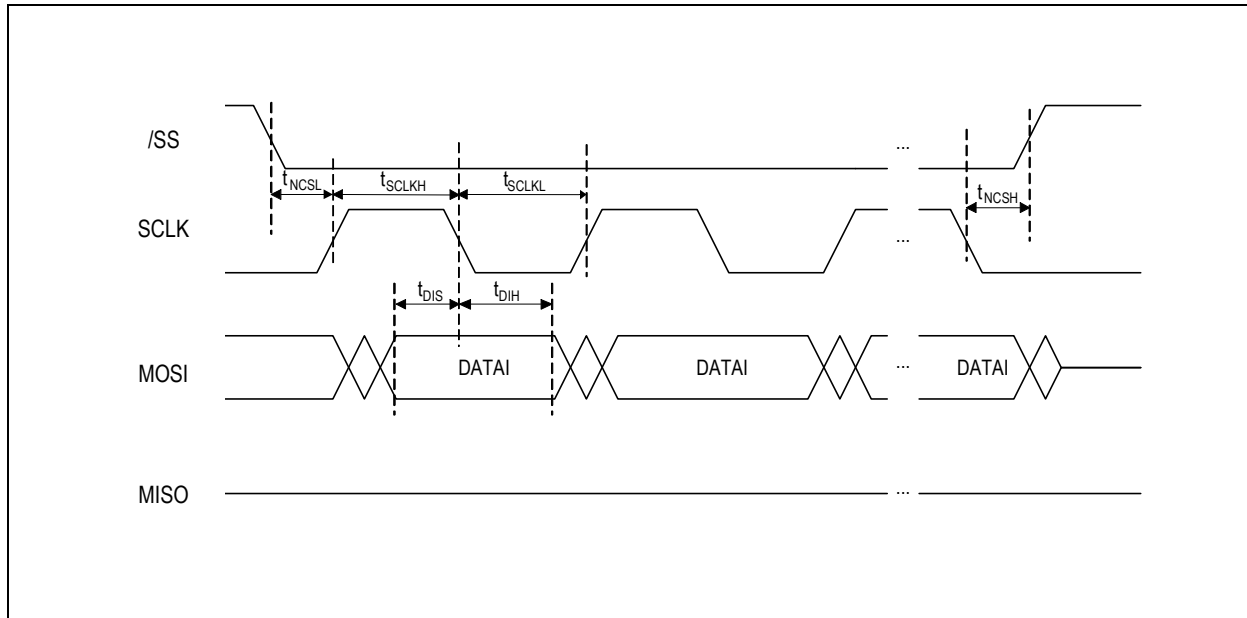 /SS
...
tNCSL
tSCLKH
tSCLKL
tNCSH
SCLK
...
tDIS
tDIH
MOSI
DATAI
DATAI
...
DATAI
MISO
...